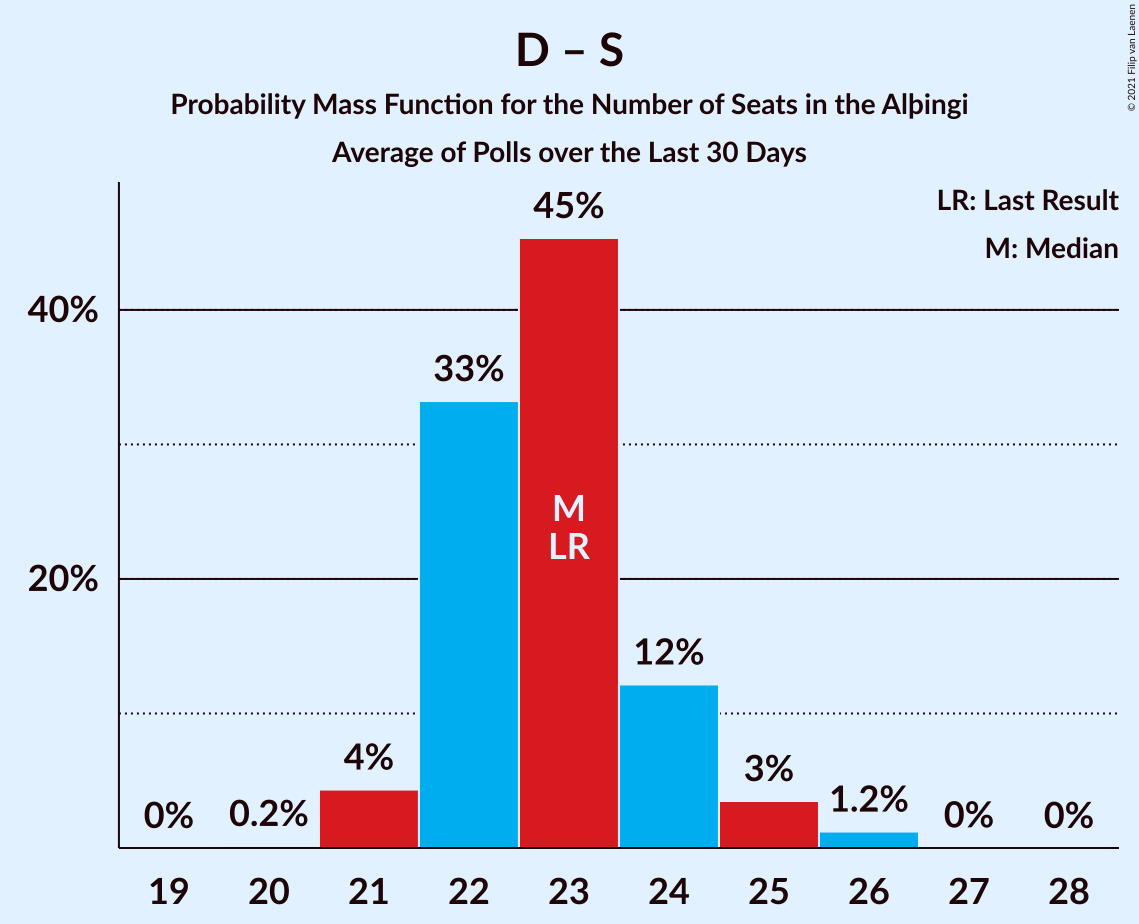 D – S
Probability Mass Function for the Number of Seats in the Alþingi
Average of Polls over the Last 30 Days
© 2021 Filip van Laenen
LR: Last Result
M: Median
45%
40%
33%
M
LR
20%
12%
4%
3%
1.2%
0%
0.2%
0%
0%
19 20 21 22 23 24 25 26 27 28